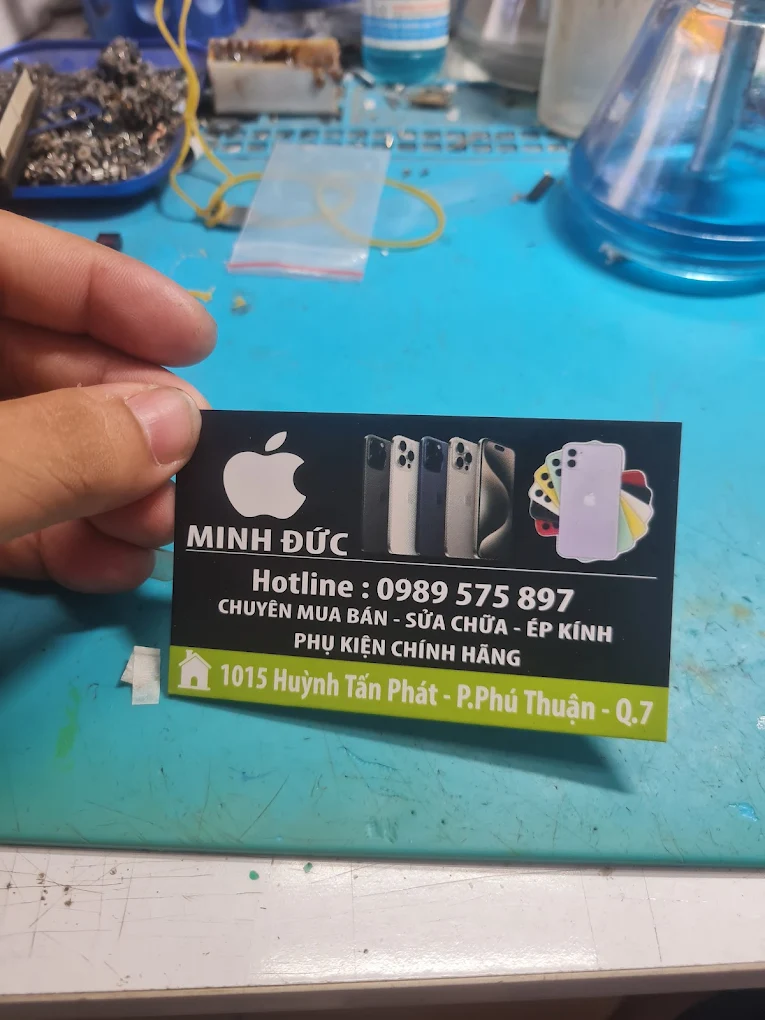 MINH ĐỨC
Hotline : 0989 575 897
CHUYÊN MUA BÁN - SỬA CHỮA - ÉP KÍNH
PHỤ KIỆN CHÍNH HÃNG
1015 Huỳnh Tấn Phát - P.Phú Thuận - Q.7